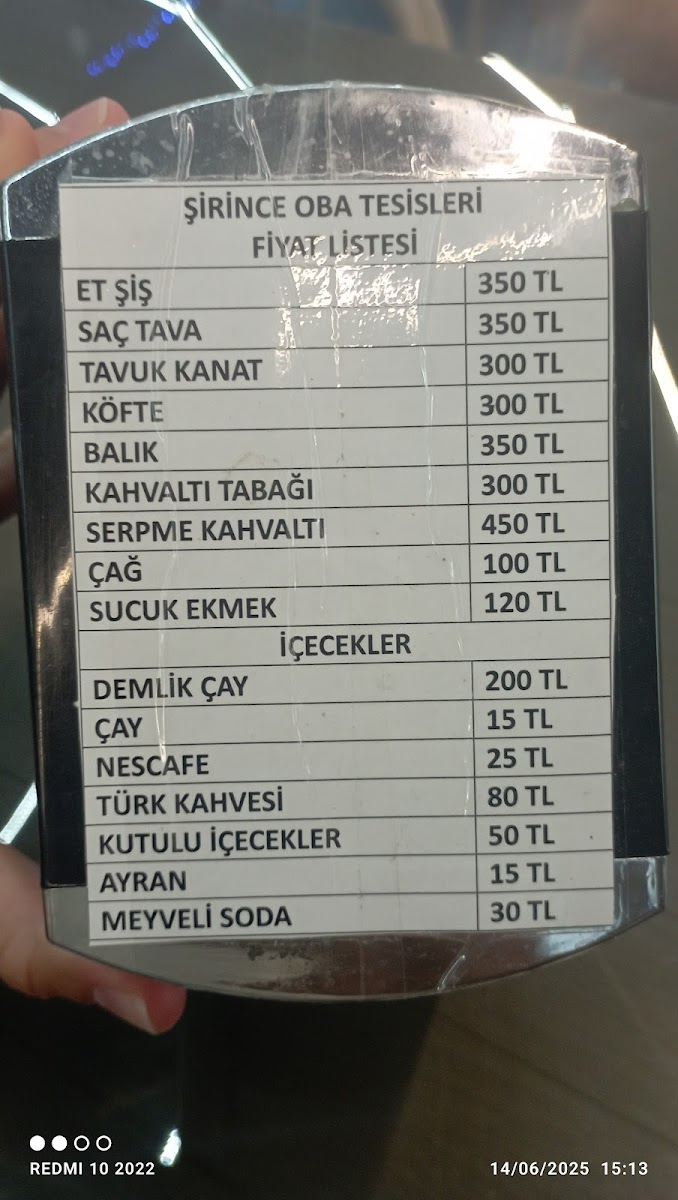 ŞİRİNCE OBA TESİSLERİ
FİYAT LİSTESİ
ET ŞİŞ 350 TL
SAÇ TAVA 350 TL
TAVUK KANAT 300 TL
KÖFTE 300 TL
BALIK 350 TL
KAHVALTI TABAĞI 300 TL
SERPME KAHVALTI 450 TL
ÇAĞ 100 TL
SUCUK EKMEK 120 TL
İÇECEKLER
DEMLİK ÇAY 200 TL
ÇAY 15 TL
NESCAFE 25 TL
TÜRK KAHVESİ 80 TL
KUTULU İÇECEKLER 50 TL
AYRAN 15 TL
MEYVELİ SODA 30 TL
REDMI 10 2022 14/06/2025 15:13